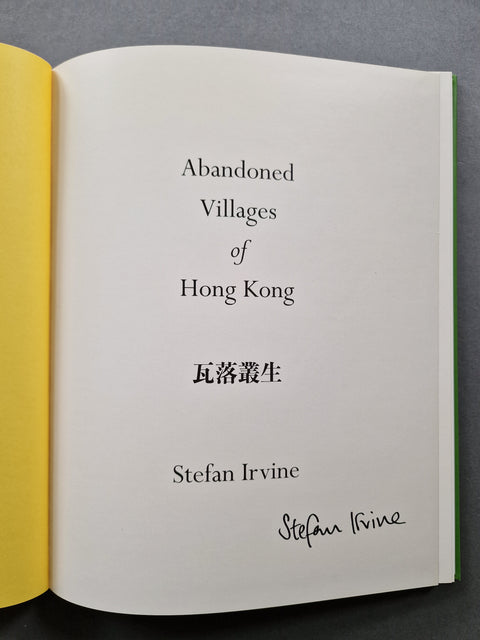 Abandoned
Villages
of
Hong Kong
瓦落叢生
Stefan Irvine
Stefan Irvine